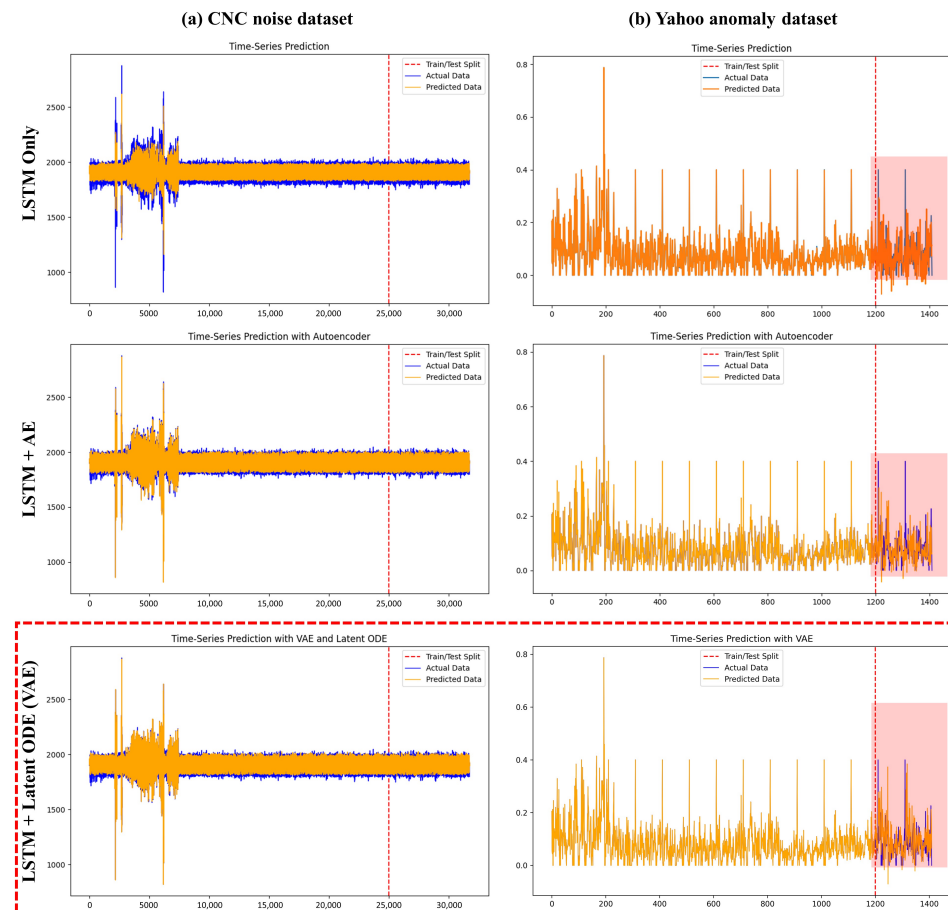 (a) CNC noise dataset
(b) Yahoo anomaly dataset
LSTM Only
Time-Series Prediction
Train/Test Split
Actual Data
Predicted Data
2500
2000
1500
1000
0
5000
10,000
15,000
20,000
25,000
30,000
Time-Series Prediction
Train/Test Split
Actual Data
Predicted Data
0.8
0.6
0.4
0.2
0.0
0
200
400
600
800
1000
1200
1400
LSTM + AE
Time-Series Prediction with Autoencoder
Train/Test Split
Actual Data
Predicted Data
2500
2000
1500
1000
0
5000
10,000
15,000
20,000
25,000
30,000
Time-Series Prediction with Autoencoder
Train/Test Split
Actual Data
Predicted Data
0.8
0.6
0.4
0.2
0.0
0
200
400
600
800
1000
1200
1400
LSTM + Latent ODE (VAE)
Time-Series Prediction with VAE and Latent ODE
Train/Test Split
Actual Data
Predicted Data
2500
2000
1500
1000
0
5000
10,000
15,000
20,000
25,000
30,000
Time-Series Prediction with VAE
Train/Test Split
Actual Data
Predicted Data
0.8
0.6
0.4
0.2
0.0
0
200
400
600
800
1000
1200
1400